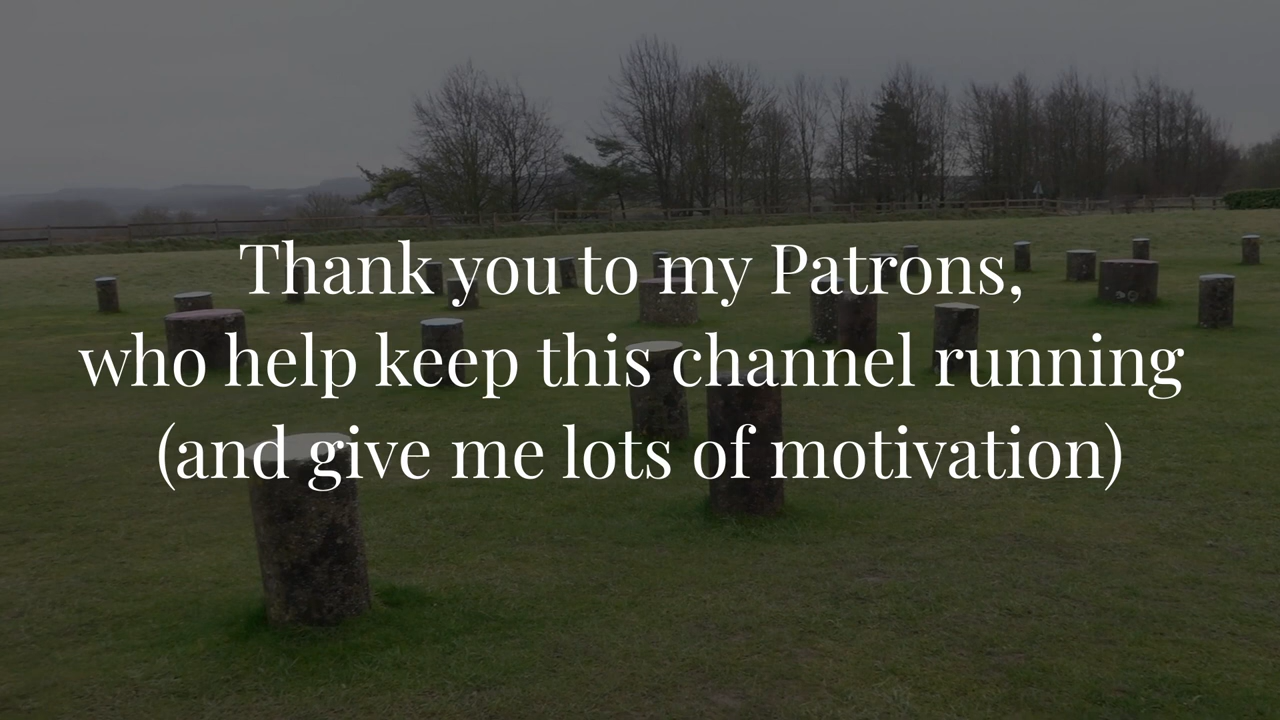 Thank you to my Patrons,
who help keep this channel running
(and give me lots of motivation)